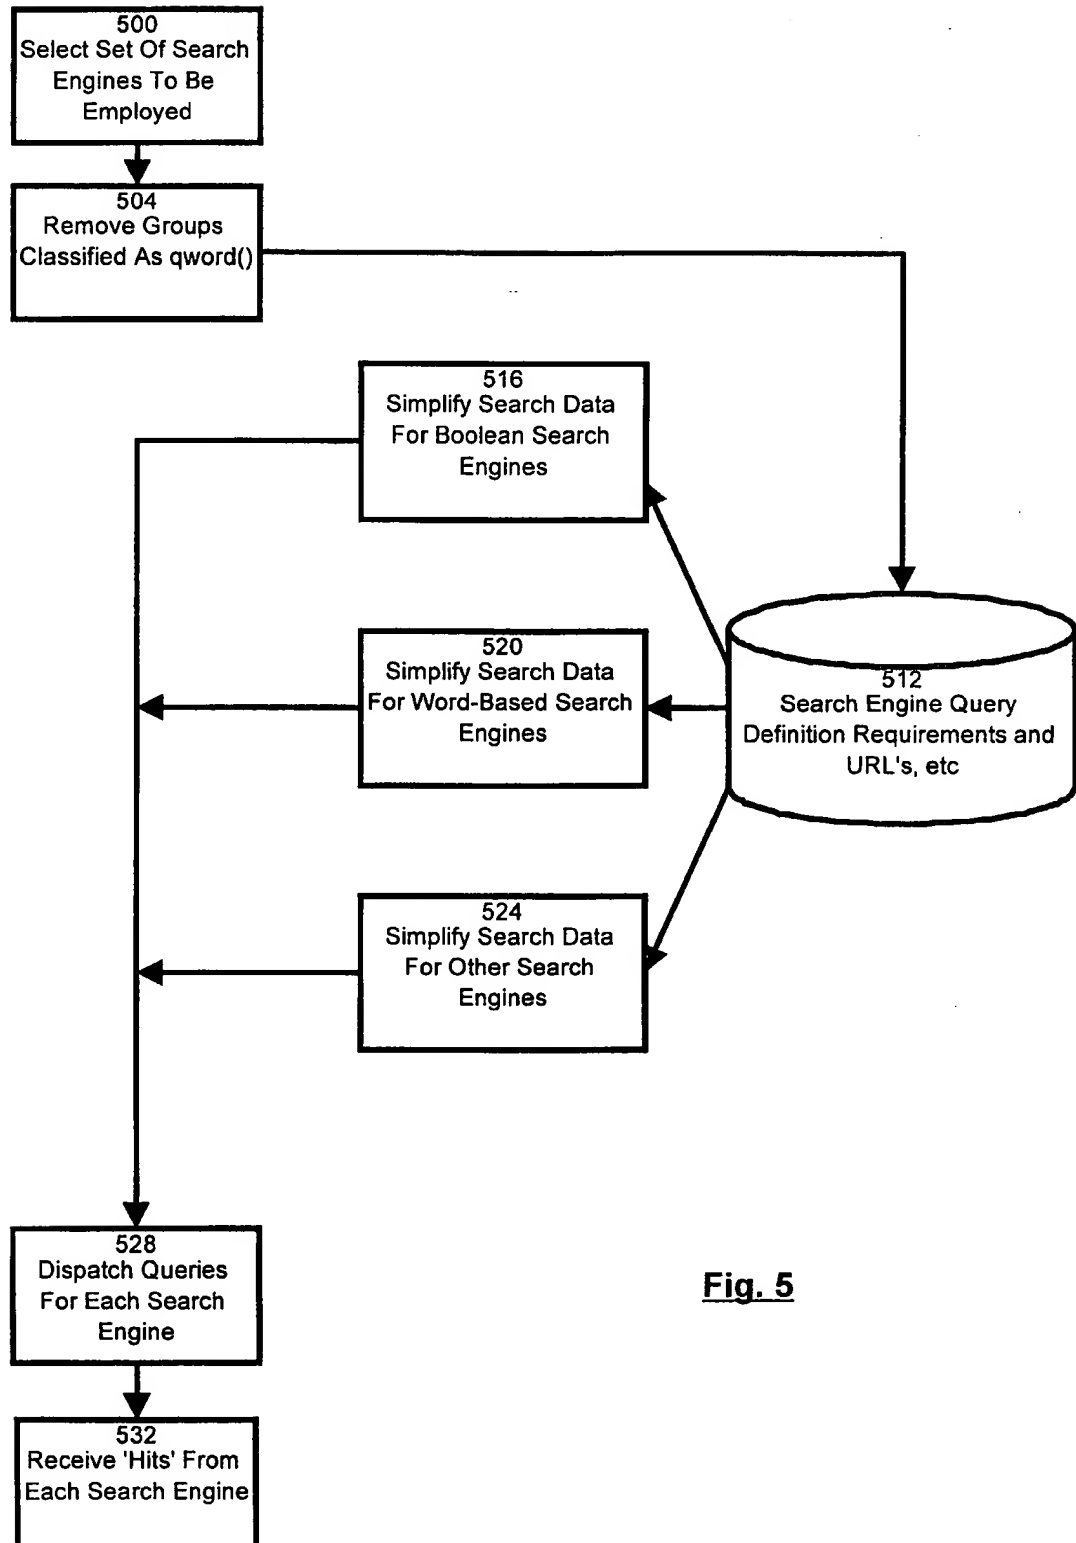 500
Select Set Of Search
Engines To Be
Employed
504
Remove Groups
Classified As qword()
516
Simplify Search Data
For Boolean Search
Engines
520
Simplify Search Data
For Word-Based Search
Engines
512
Search Engine Query
Definition Requirements and
URL's, etc
524
Simplify Search Data
For Other Search
Engines
528
Dispatch Queries
For Each Search
Engine
Fig. 5
532
Receive 'Hits' From
Each Search Engine